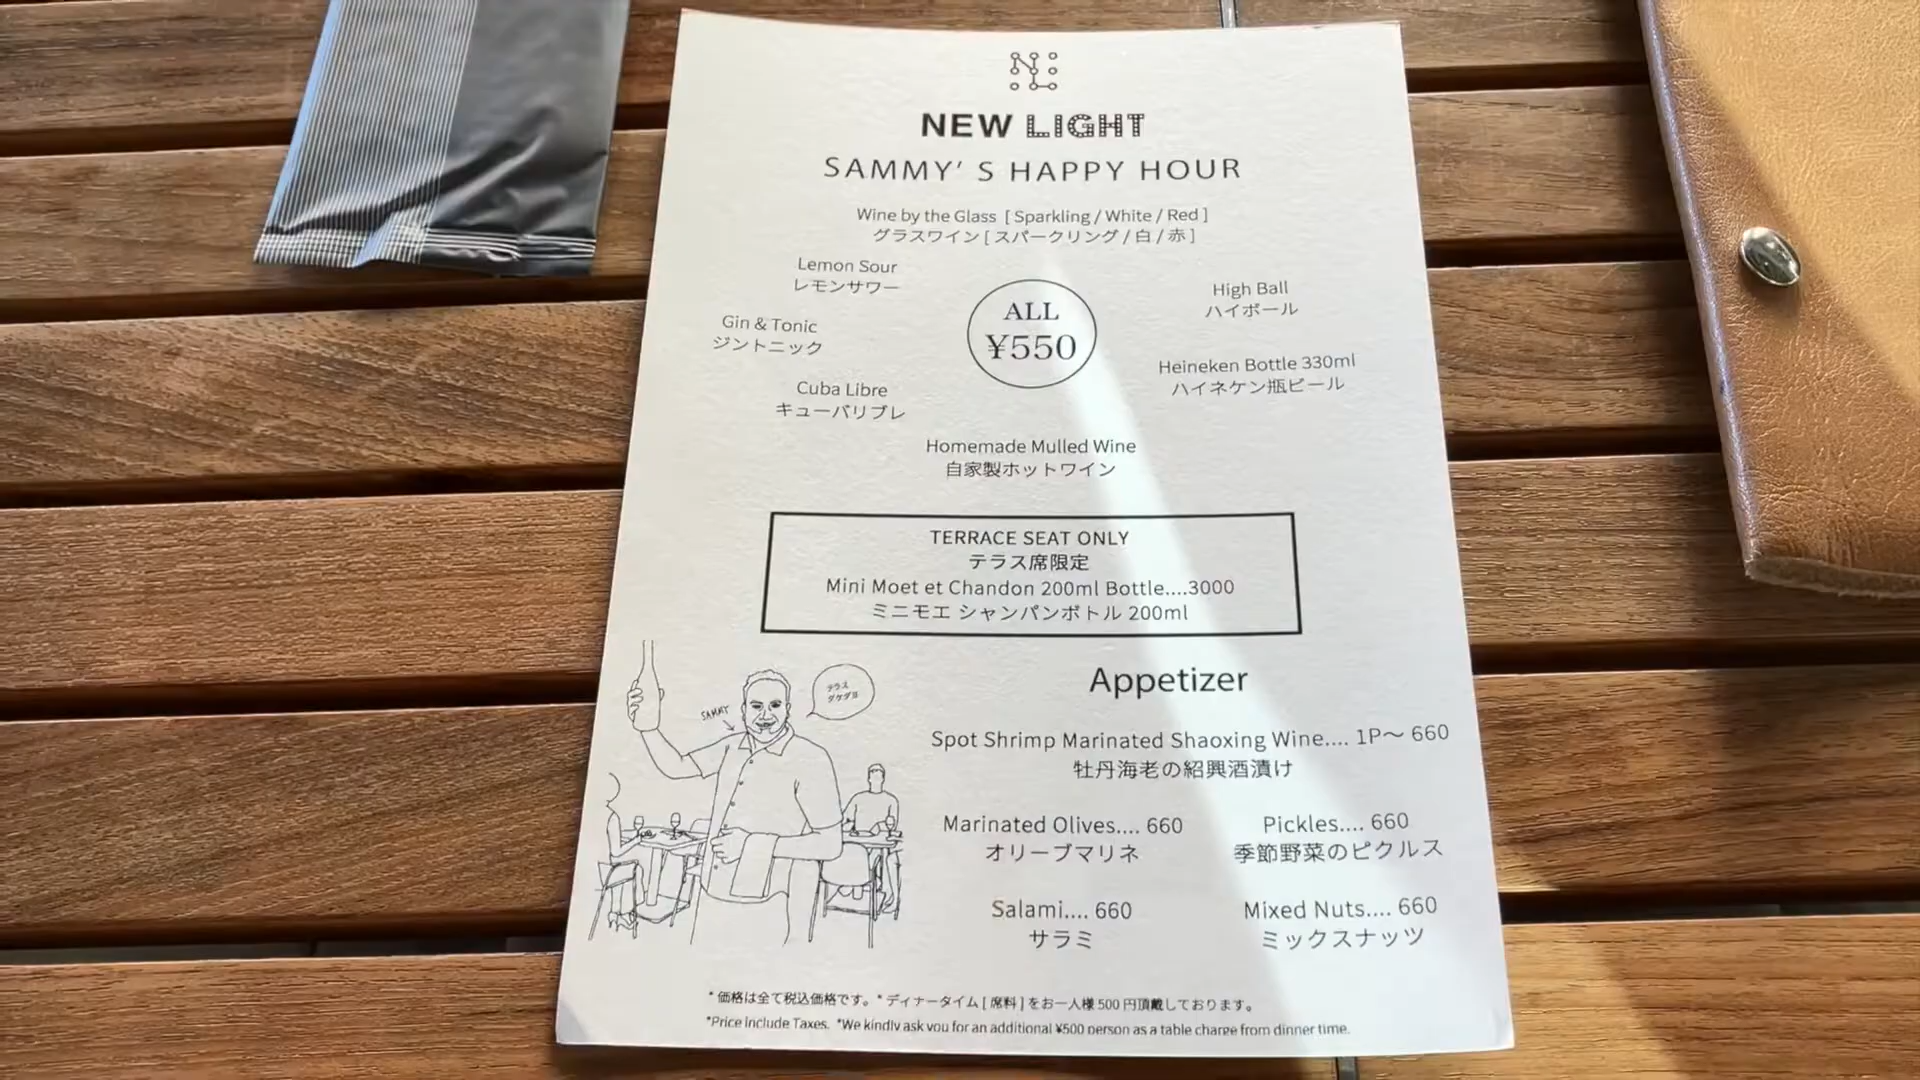 NL
NEW LIGHT
SAMMY' S HAPPY HOUR
Wine by the Glass [ Sparkling / White / Red ]
グラスワイン [ スパークリング / 白 / 赤 ]
Lemon Sour
レモンサワー
High Ball
ハイボール
ALL
¥550
Gin & Tonic
ジントニック
Heineken Bottle 330ml
ハイネケン瓶ビール
Cuba Libre
キューバリブレ
Homemade Mulled Wine
自家製ホットワイン
TERRACE SEAT ONLY
テラス席限定
Mini Moet et Chandon 200ml Bottle....3000
ミニモエ シャンパンボトル 200ml
SAMMY
テラス
ダケダヨ
Appetizer
Spot Shrimp Marinated Shaoxing Wine.... 1P〜 660
牡丹海老の紹興酒漬け
Marinated Olives.... 660
オリーブマリネ
Pickles.... 660
季節野菜のピクルス
Salami.... 660
サラミ
Mixed Nuts.... 660
ミックスナッツ
* 価格は全て税込価格です。* ディナータイム [ 席料 ] をお一人様 500 円頂戴しております。
*Price Include Taxes. *We kindly ask you for an additional ¥500 person as a table charge from dinner time.